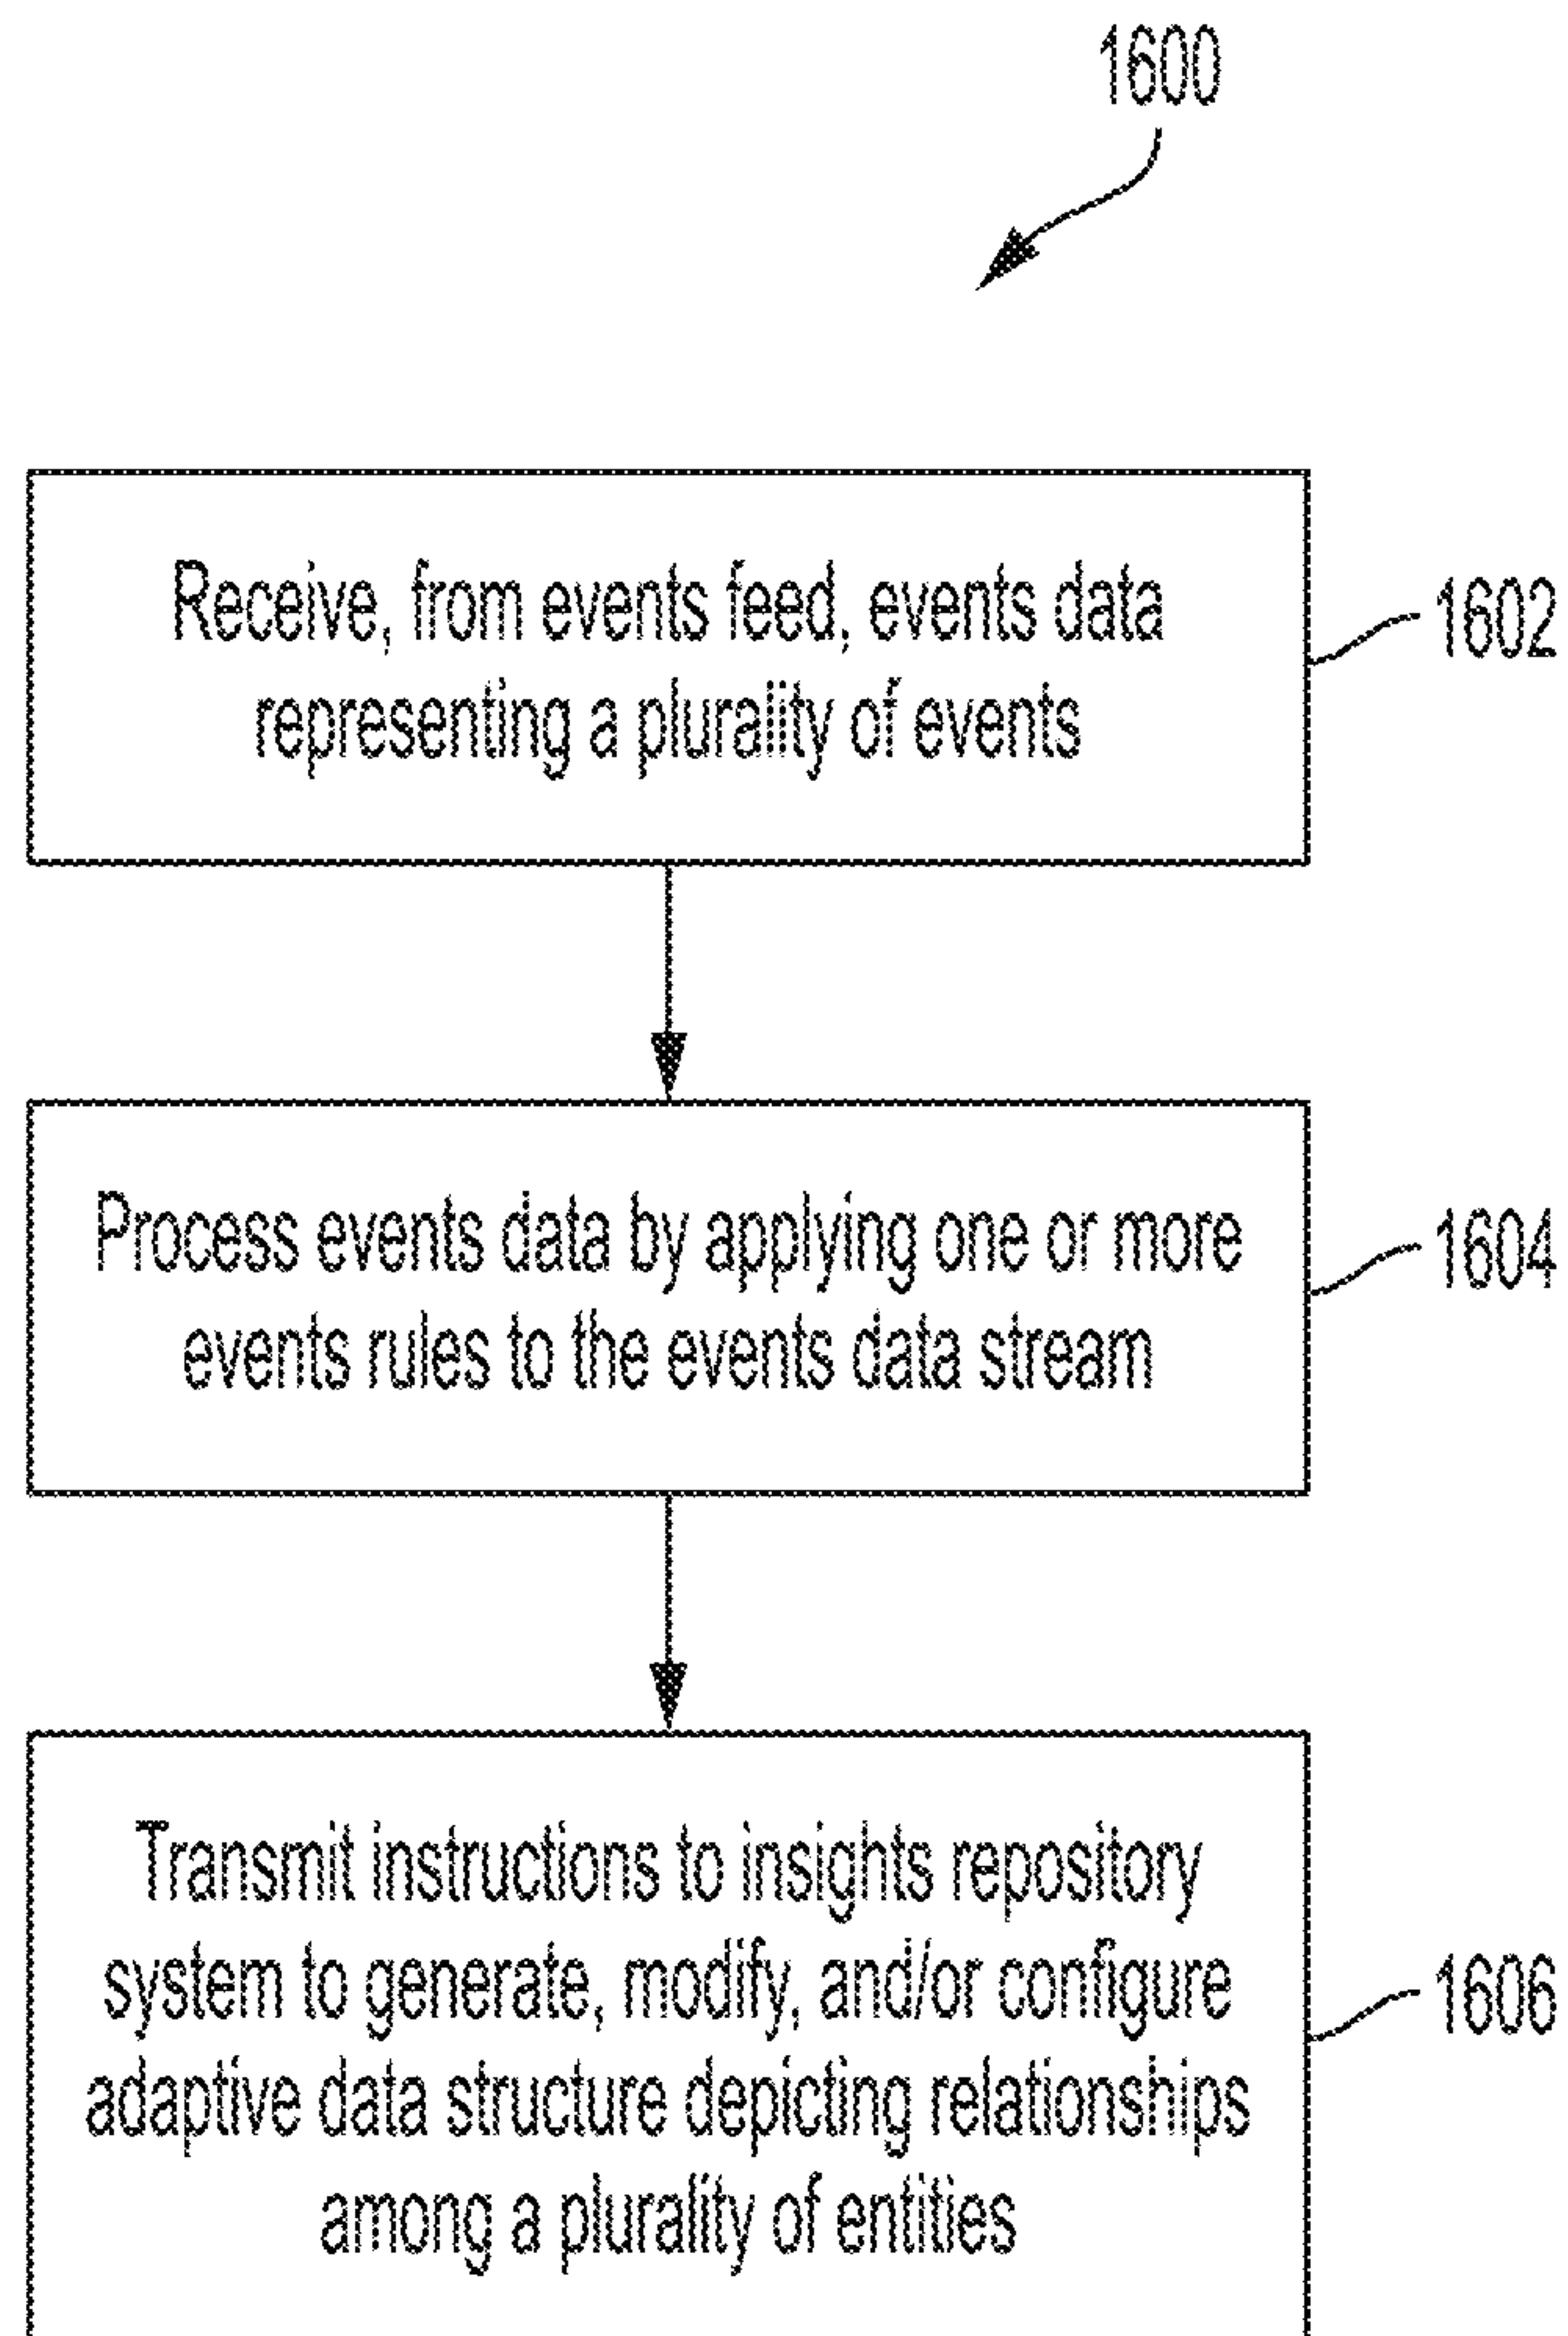 1600
Receive, from events feed, events data
representing a plurality of events
1602
Process events data by applying one or more
events rules to the events data stream
1604
Transmit instructions to insights repository
system to generate, modify, and/or configure
adaptive data structure depicting relationships
among a plurality of entities
1606